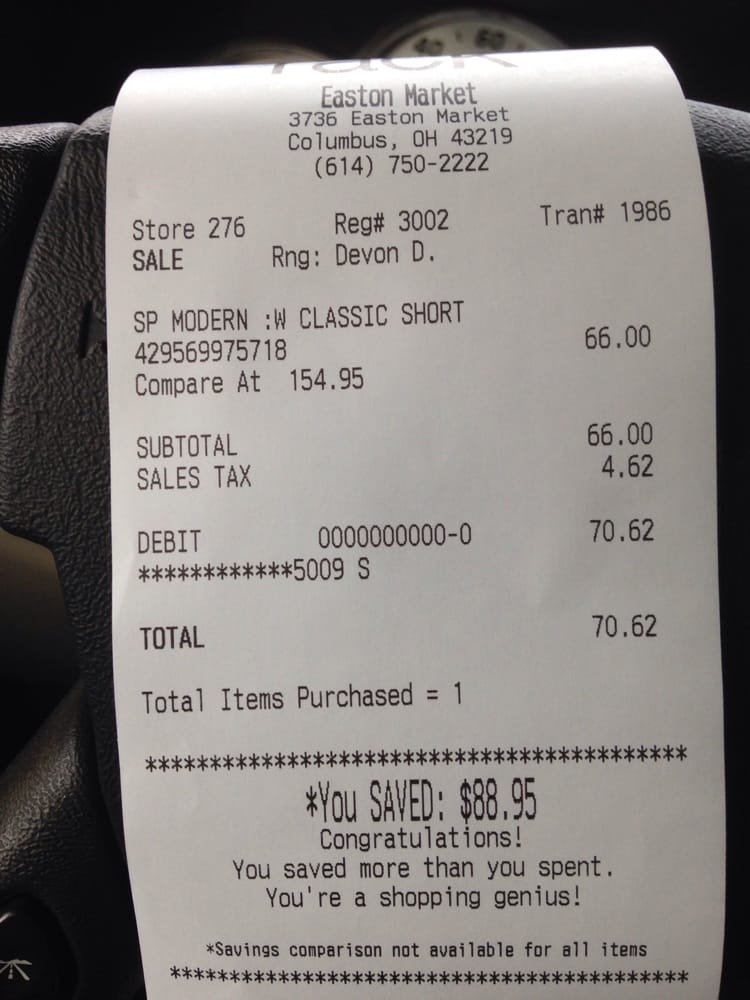 Easton Market
3736 Easton Market
Columbus, OH 43219
(614) 750-2222
Store 276 Reg# 3002 Tran# 1986
SALE Rng: Devon D.
SP MODERN :W CLASSIC SHORT
429569975718 66.00
Compare At 154.95
SUBTOTAL 66.00
SALES TAX 4.62
DEBIT 0000000000-0 70.62
************5009 S
TOTAL 70.62
Total Items Purchased = 1
******************************************
*You SAVED: $88.95
Congratulations!
You saved more than you spent.
You're a shopping genius!
*Savings comparison not available for all items
******************************************